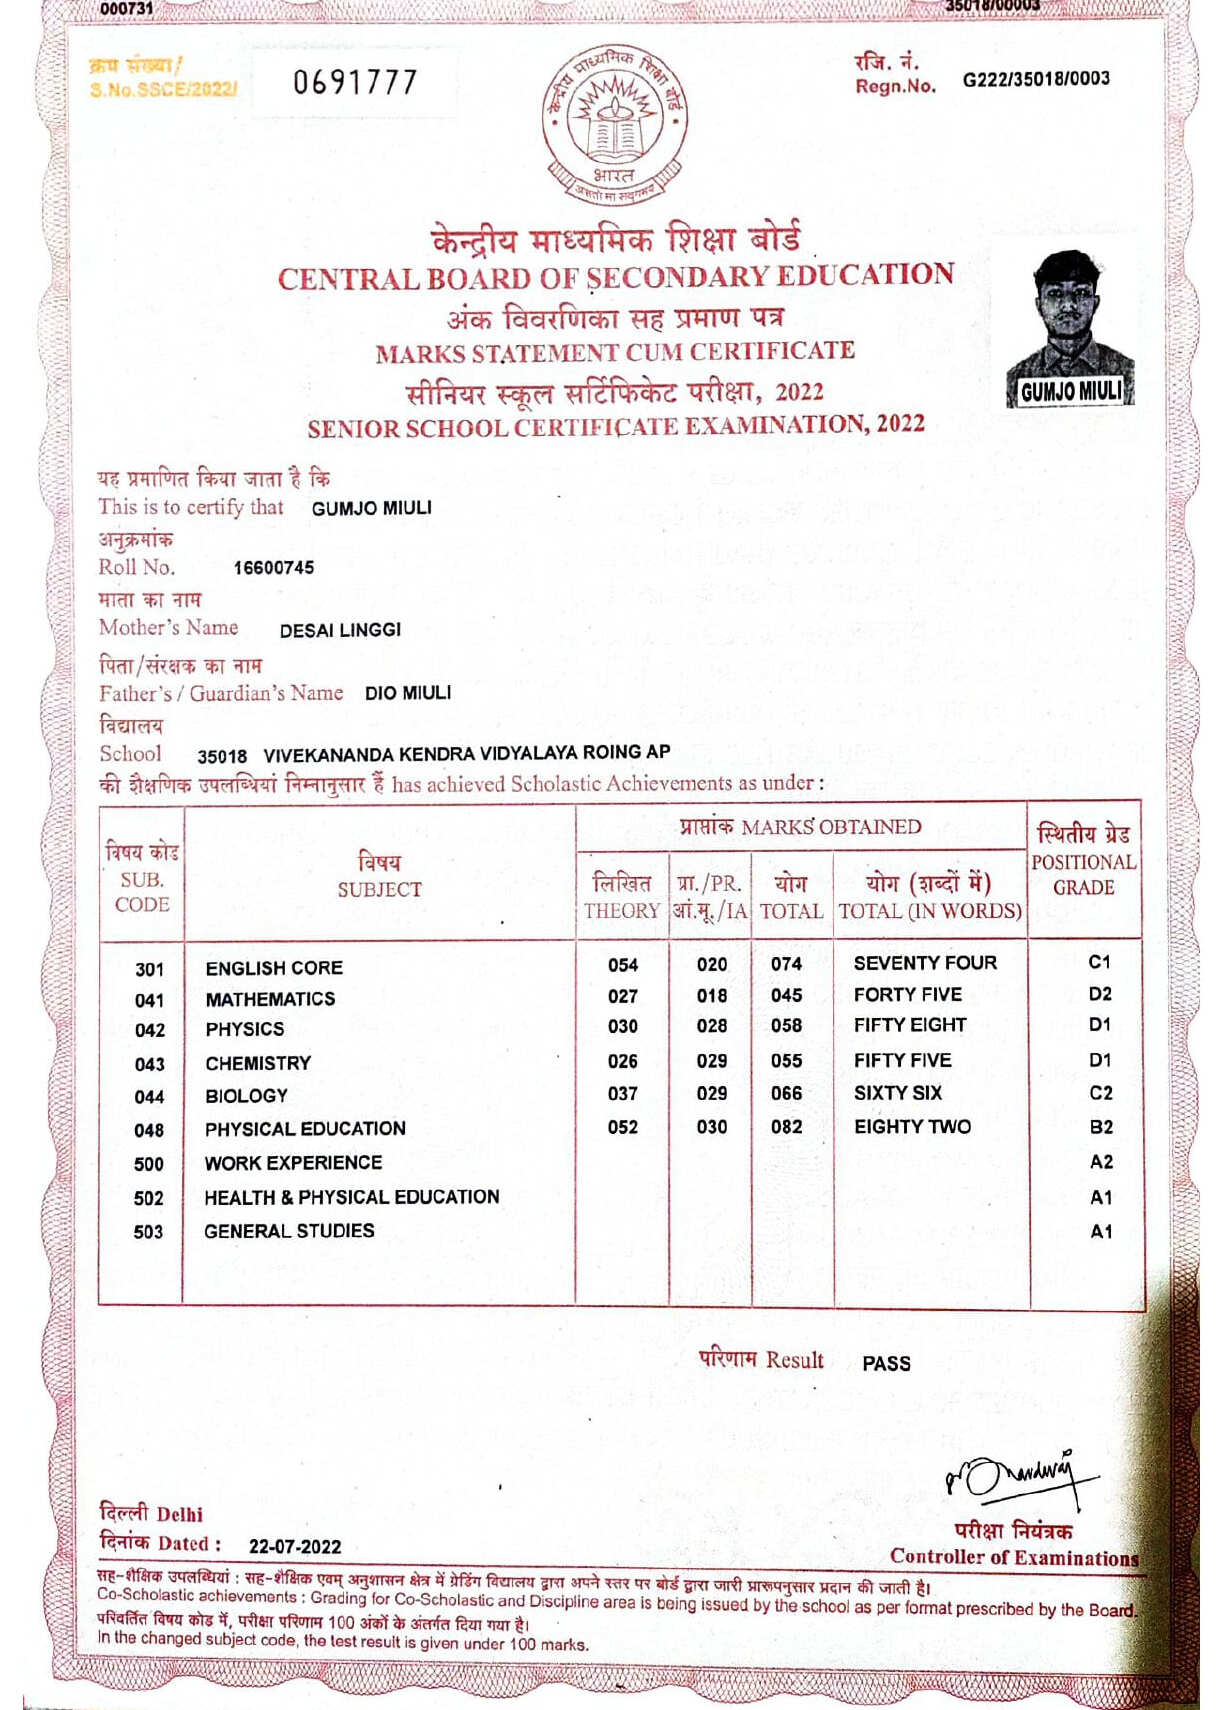 000731 35018/00003
क्रम संख्या/
S.No.SSCE/2022/ 0691777
रजि. नं.
Regn.No. G222/35018/0003
केन्द्रीय माध्यमिक शिक्षा बोर्ड
भारत
असतो मा सद्गमय
केन्द्रीय माध्यमिक शिक्षा बोर्ड
CENTRAL BOARD OF SECONDARY EDUCATION
अंक विवरणिका सह प्रमाण पत्र
MARKS STATEMENT CUM CERTIFICATE
सीनियर स्कूल सर्टिफिकेट परीक्षा, 2022
SENIOR SCHOOL CERTIFICATE EXAMINATION, 2022
GUMJO MIULI
यह प्रमाणित किया जाता है कि
This is to certify that GUMJO MIULI
अनुक्रमांक
Roll No. 16600745
माता का नाम
Mother's Name DESAI LINGGI
पिता/संरक्षक का नाम
Father's / Guardian's Name DIO MIULI
विद्यालय
School 35018 VIVEKANANDA KENDRA VIDYALAYA ROING AP
की शैक्षणिक उपलब्धियां निम्नानुसार हैं has achieved Scholastic Achievements as under :
विषय कोड
SUB.
CODE
विषय
SUBJECT
प्राप्तांक MARKS OBTAINED
लिखित
THEORY
प्रा./PR.
आं.मू./IA
योग
TOTAL
योग (शब्दों में)
TOTAL (IN WORDS)
स्थितीय ग्रेड
POSITIONAL
GRADE
301 ENGLISH CORE 054 020 074 SEVENTY FOUR C1
041 MATHEMATICS 027 018 045 FORTY FIVE D2
042 PHYSICS 030 028 058 FIFTY EIGHT D1
043 CHEMISTRY 026 029 055 FIFTY FIVE D1
044 BIOLOGY 037 029 066 SIXTY SIX C2
048 PHYSICAL EDUCATION 052 030 082 EIGHTY TWO B2
500 WORK EXPERIENCE A2
502 HEALTH & PHYSICAL EDUCATION A1
503 GENERAL STUDIES A1
परिणाम Result PASS
दिल्ली Delhi
दिनांक Dated : 22-07-2022
परीक्षा नियंत्रक
Controller of Examinations
सह-शैक्षिक उपलब्धियां : सह-शैक्षिक एवम् अनुशासन क्षेत्र में ग्रेडिंग विद्यालय द्वारा अपने स्तर पर बोर्ड द्वारा जारी प्रारूपनुसार प्रदान की जाती है।
Co-Scholastic achievements : Grading for Co-Scholastic and Discipline area is being issued by the school as per format prescribed by the Board.
परिवर्तित विषय कोड में, परीक्षा परिणाम 100 अंकों के अंतर्गत दिया गया है।
In the changed subject code, the test result is given under 100 marks.